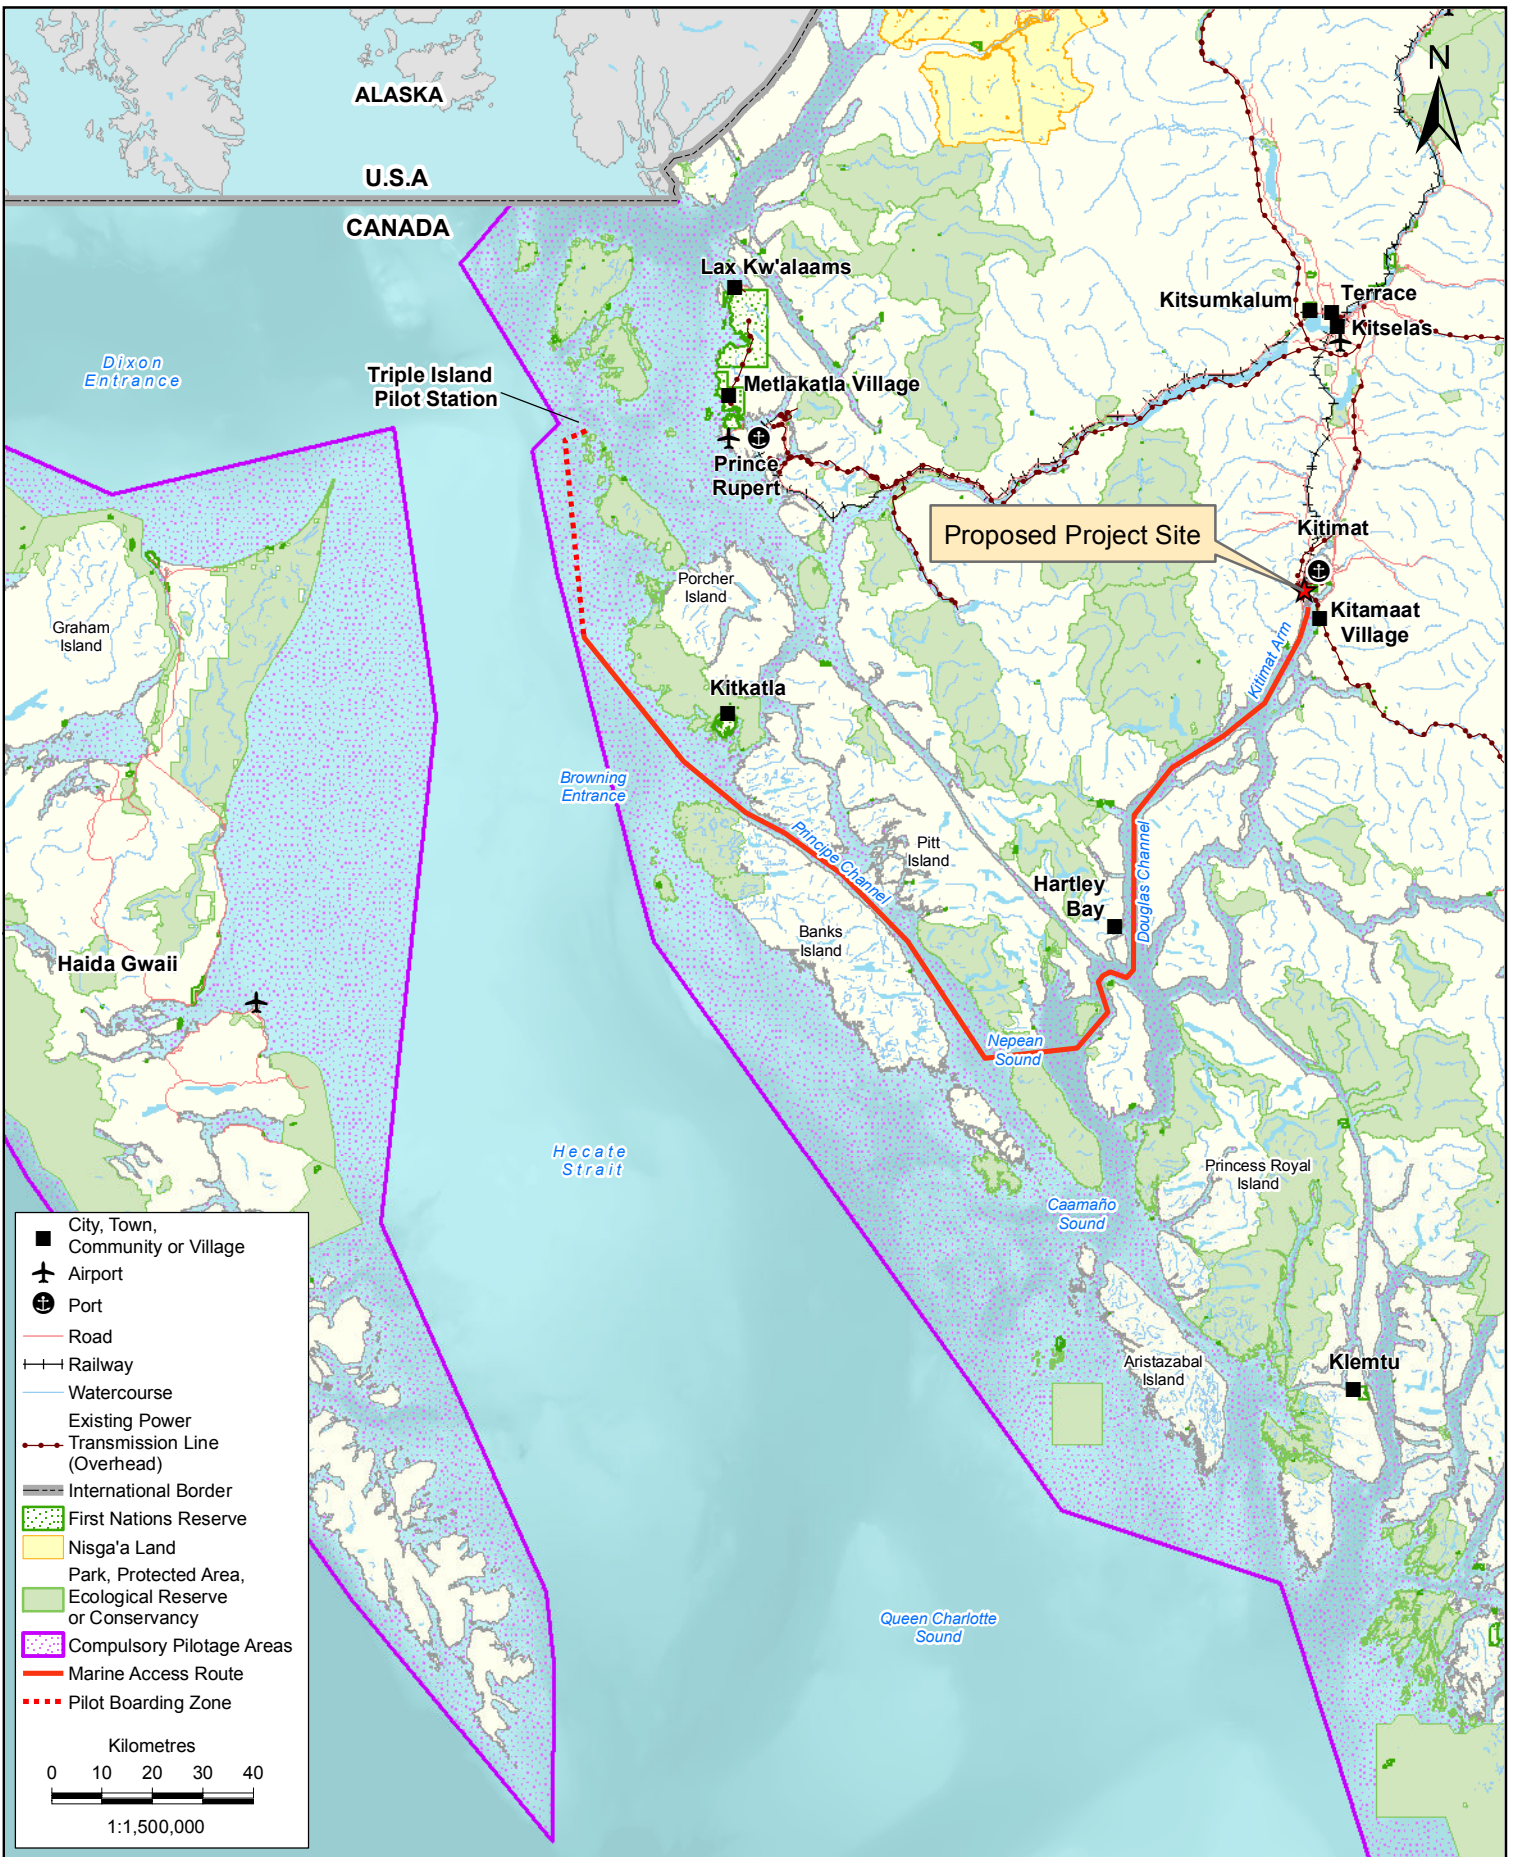 N
ALASKA
U.S.A
CANADA
Lax Kw'alaams
Kitsumkalum
Terrace
Kitselas
Dixon
Entrance
Triple Island
Pilot Station
Metlakatla Village
Prince
Rupert
Proposed Project Site
Kitimat
Porcher
Island
Graham
Island
Kitamaat
Village
Kitimat Arm
Kitkatla
Browning
Entrance
Principe Channel
Pitt
Island
Douglas Channel
Hartley
Bay
Banks
Island
Haida Gwaii
Nepean
Sound
Hecate
Strait
Princess Royal
Island
Caamaño
Sound
Aristazabal
Island
Klemtu
Queen Charlotte
Sound
City, Town,
Community or Village
Airport
Port
Road
Railway
Watercourse
Existing Power
Transmission Line
(Overhead)
International Border
First Nations Reserve
Nisga'a Land
Park, Protected Area,
Ecological Reserve
or Conservancy
Compulsory Pilotage Areas
Marine Access Route
Pilot Boarding Zone
Kilometres
0 10 20 30 40
1:1,500,000